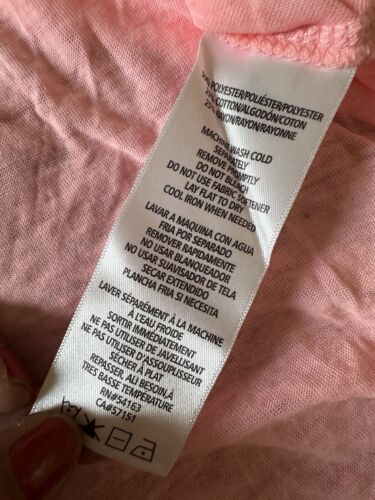 POLYESTER/POLIÉSTER/POLYESTER
COTTON/ALGODÓN/COTON
RAYON/RAYON/RAYONNE
MACHINE WASH COLD
SEPARATELY
REMOVE PROMPTLY
DO NOT BLEACH
DO NOT USE FABRIC SOFTENER
LAY FLAT TO DRY
COOL IRON WHEN NEEDED
LAVAR A MAQUINA CON AGUA
FRIA POR SEPARADO
REMOVER RAPIDAMENTE
NO USAR BLANQUEADOR
NO USAR SUAVISADOR DE TELA
SECAR EXTENDIDO
PLANCHA FRIA SI NECESITA
LAVER SÉPARÉMENT À LA MACHINE
À L'EAU FROIDE
SORTIR IMMÉDIATEMENT
NE PAS UTILISER DE JAVELLISANT
NE PAS UTILISER D'ASSOUPLISSEUR
SÉCHER À PLAT
REPASSER, AU BESOIN, À
TRÈS BASSE TEMPÉRATURE
RN#54163
CA#57151